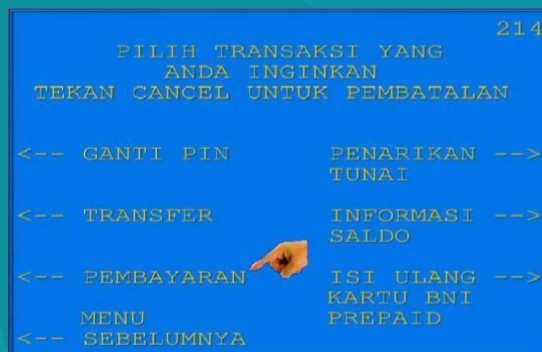 214
PILIH TRANSAKSI YANG
ANDA INGINKAN
TEKAN CANCEL UNTUK PEMBATALAN
<-- GANTI PIN
PENARIKAN -->
TUNAI
<-- TRANSFER
INFORMASI -->
SALDO
<-- PEMBAYARAN
ISI ULANG -->
KARTU BNI
PREPAID
MENU
<-- SEBELUMNYA